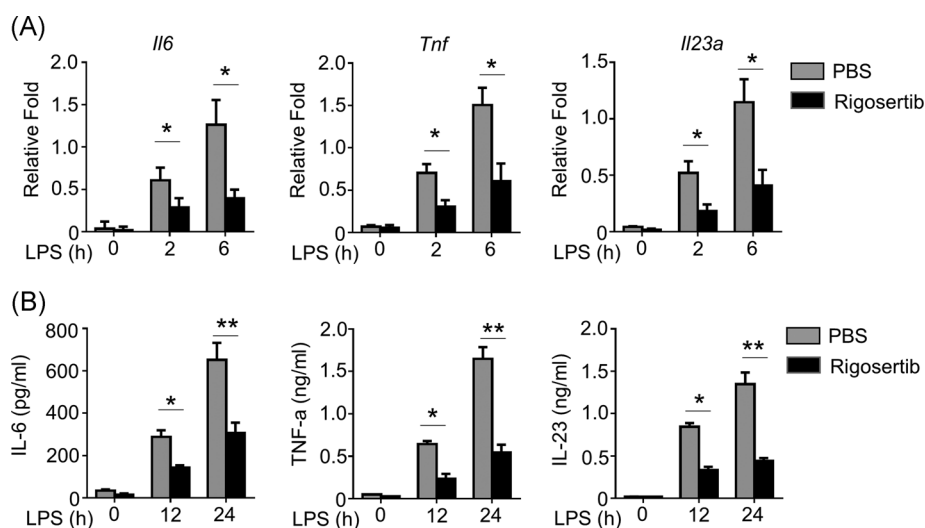 (A)
Il6
Tnf
Il23a
Relative Fold
2.0
1.5
1.0
0.5
0
*
*
LPS (h)
0
2
6
Relative Fold
2.0
1.5
1.0
0.5
0.0
*
*
LPS (h)
0
2
6
Relative Fold
1.5
1.0
0.5
0.0
*
*
LPS (h)
0
2
6
PBS
Rigosertib
(B)
IL-6 (pg/ml)
800
600
400
200
0
*
**
LPS (h)
0
12
24
TNF-a (ng/ml)
2.0
1.5
1.0
0.5
0
*
**
LPS (h)
0
12
24
IL-23 (ng/ml)
2.0
1.5
1.0
0.5
0
*
**
LPS (h)
0
12
24
PBS
Rigosertib